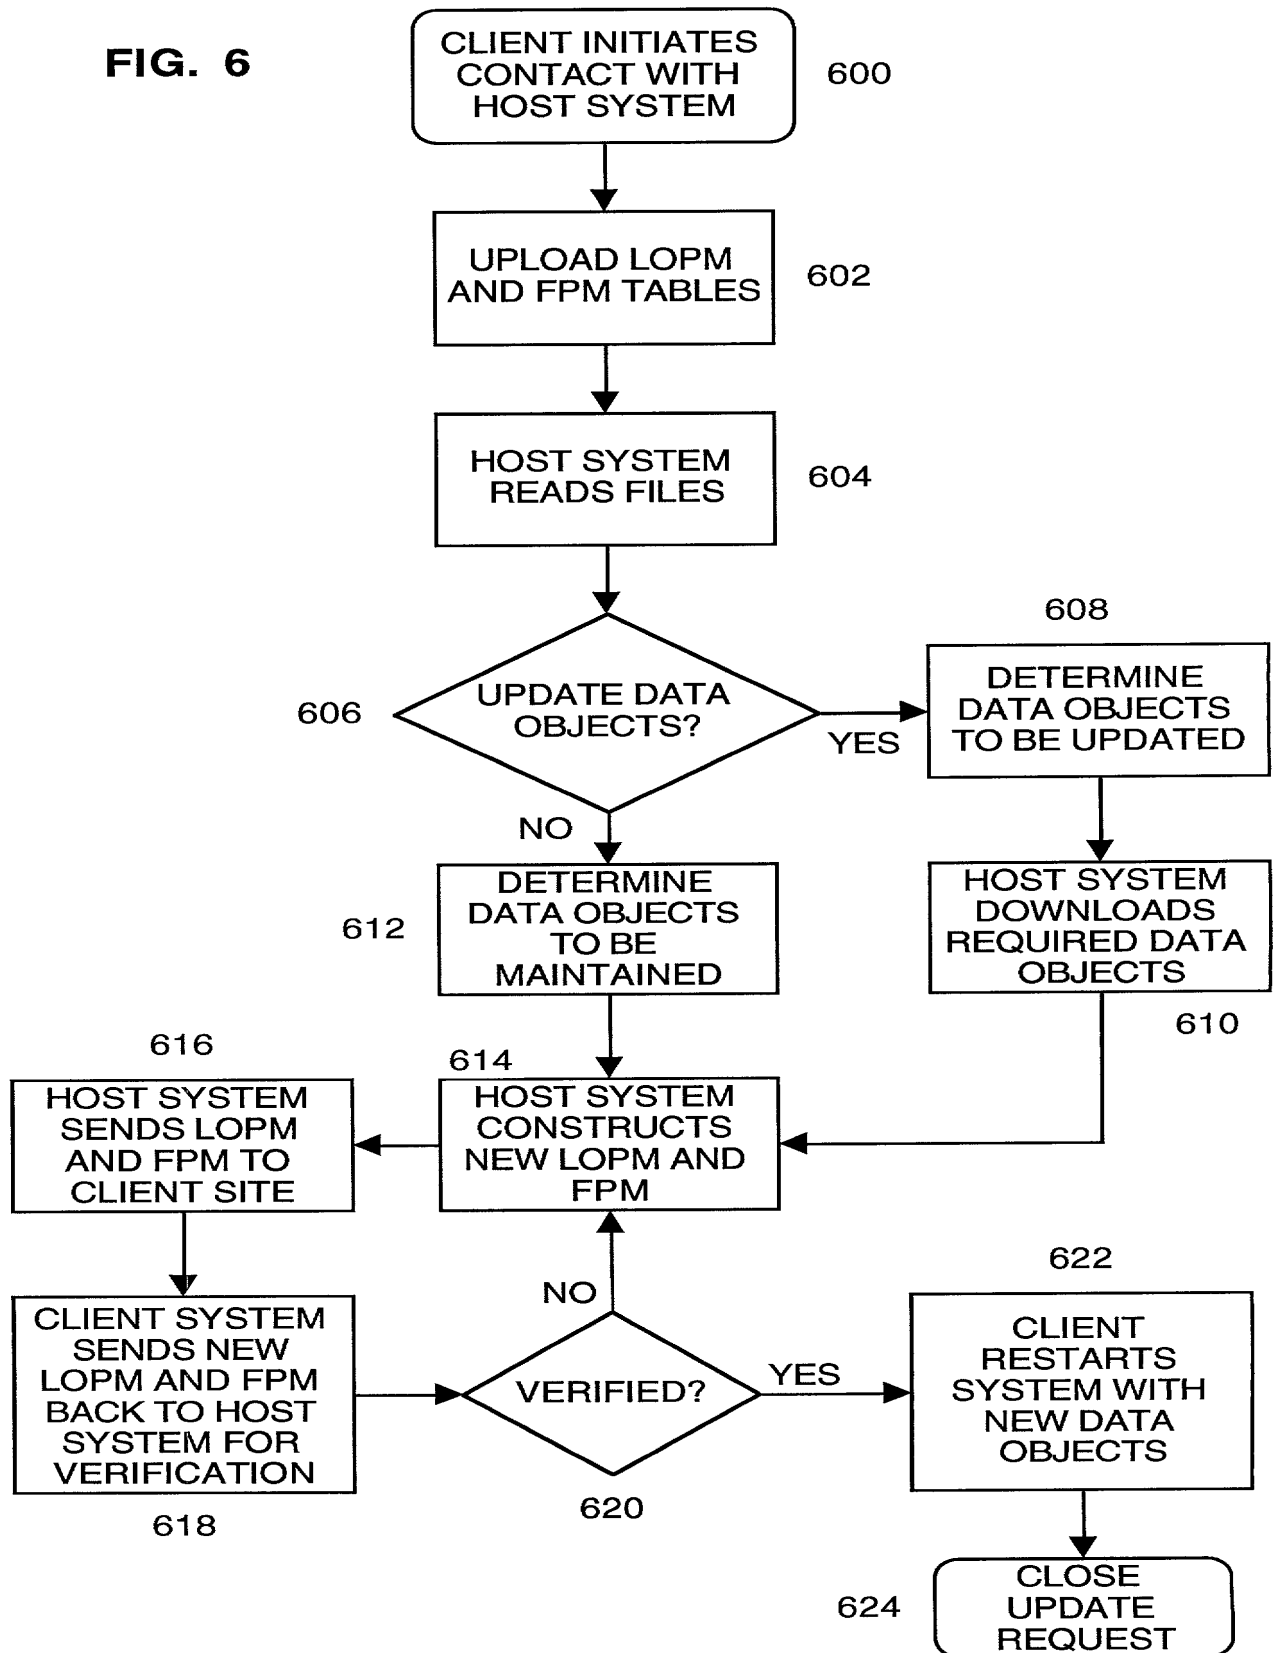 FIG. 6
CLIENT INITIATES
CONTACT WITH
HOST SYSTEM
600
UPLOAD LOPM
AND FPM TABLES
602
HOST SYSTEM
READS FILES
604
606
UPDATE DATA
OBJECTS?
YES
NO
608
DETERMINE
DATA OBJECTS
TO BE UPDATED
HOST SYSTEM
DOWNLOADS
REQUIRED DATA
OBJECTS
610
612
DETERMINE
DATA OBJECTS
TO BE
MAINTAINED
614
HOST SYSTEM
CONSTRUCTS
NEW LOPM AND
FPM
616
HOST SYSTEM
SENDS LOPM
AND FPM TO
CLIENT SITE
CLIENT SYSTEM
SENDS NEW
LOPM AND FPM
BACK TO HOST
SYSTEM FOR
VERIFICATION
618
NO
VERIFIED?
YES
620
622
CLIENT
RESTARTS
SYSTEM WITH
NEW DATA
OBJECTS
624
CLOSE
UPDATE
REQUEST